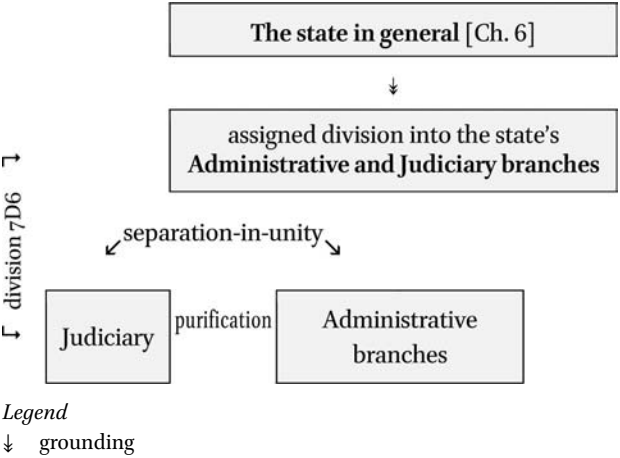 The state in general [Ch. 6]
↡
assigned division into the state's
Administrative and Judiciary branches
division 7D6
↙ separation-in-unity ↘
Judiciary
purification
Administrative
branches
Legend
↡ grounding